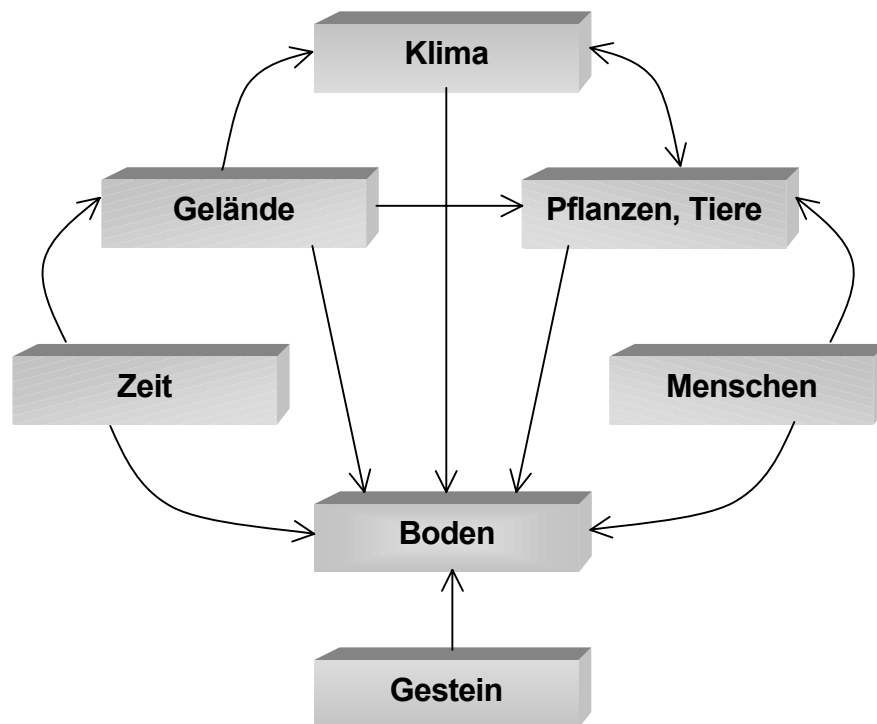 Klima
Gelände
Pflanzen, Tiere
Zeit
Menschen
Boden
Gestein